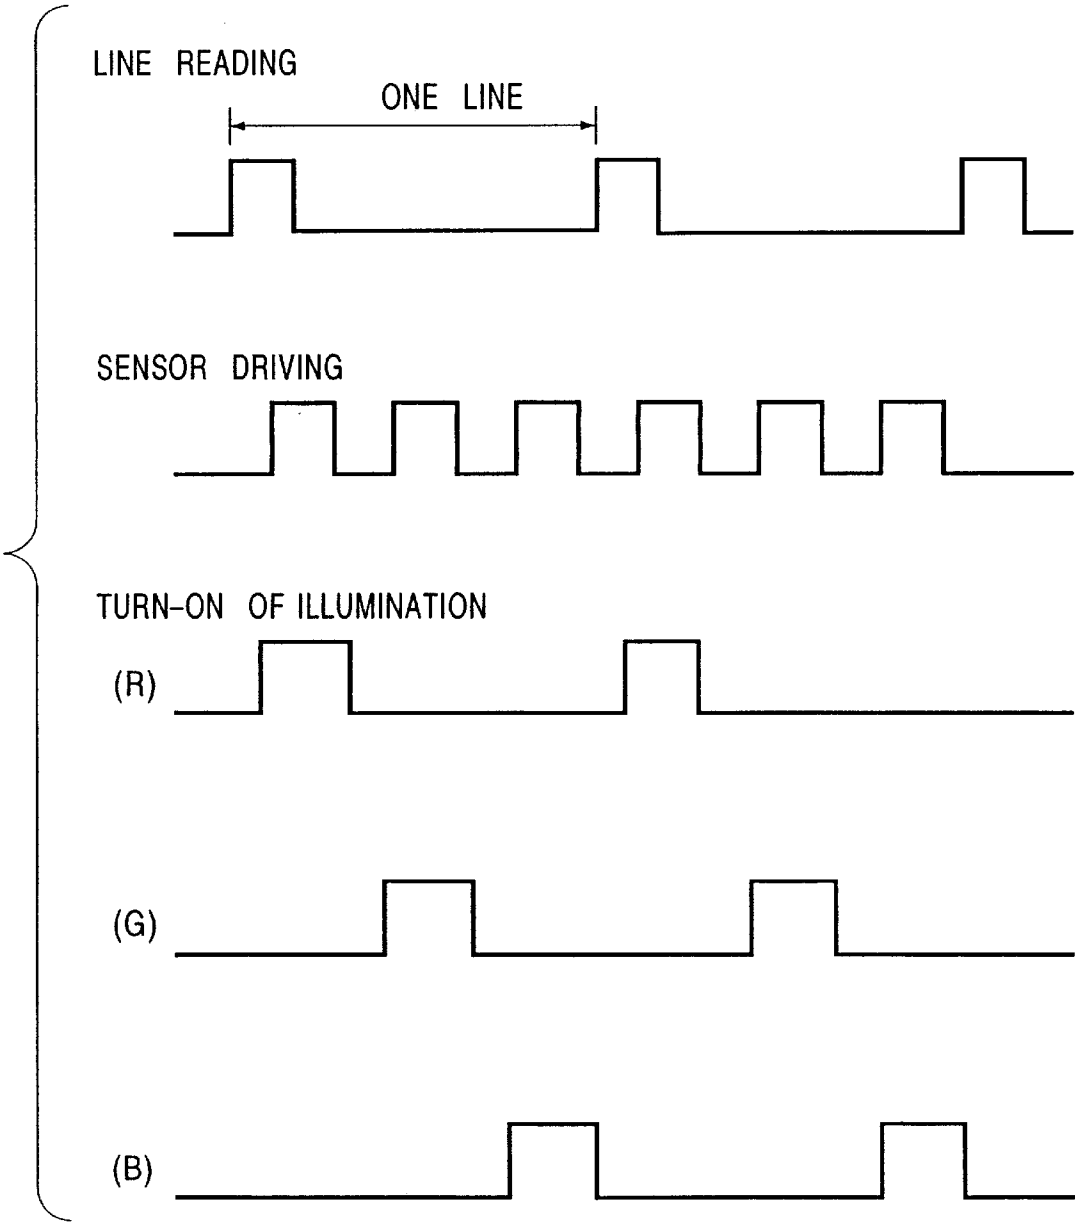 LINE READING
ONE LINE
SENSOR DRIVING
TURN-ON OF ILLUMINATION
(R)
(G)
(B)